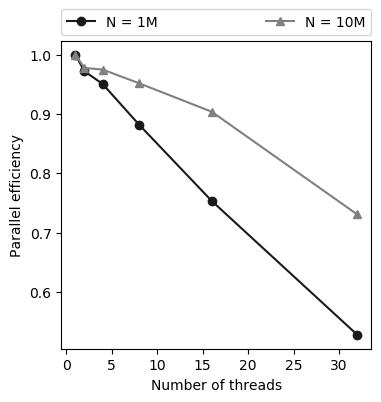 N = 1M N = 10M
1.0
0.9
0.8
0.7
0.6
Parallel efficiency
0 5 10 15 20 25 30
Number of threads